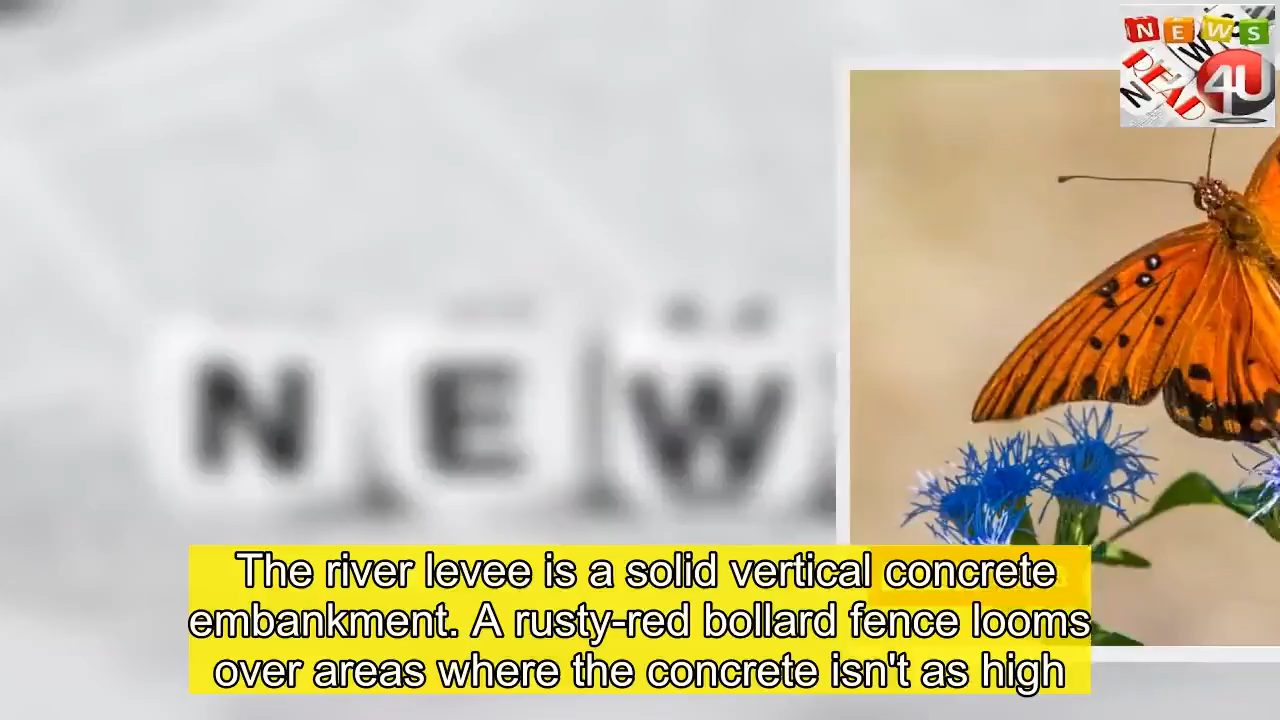 NEWS
READ
4U
N E W
The river levee is a solid vertical concrete
embankment. A rusty-red bollard fence looms
over areas where the concrete isn't as high